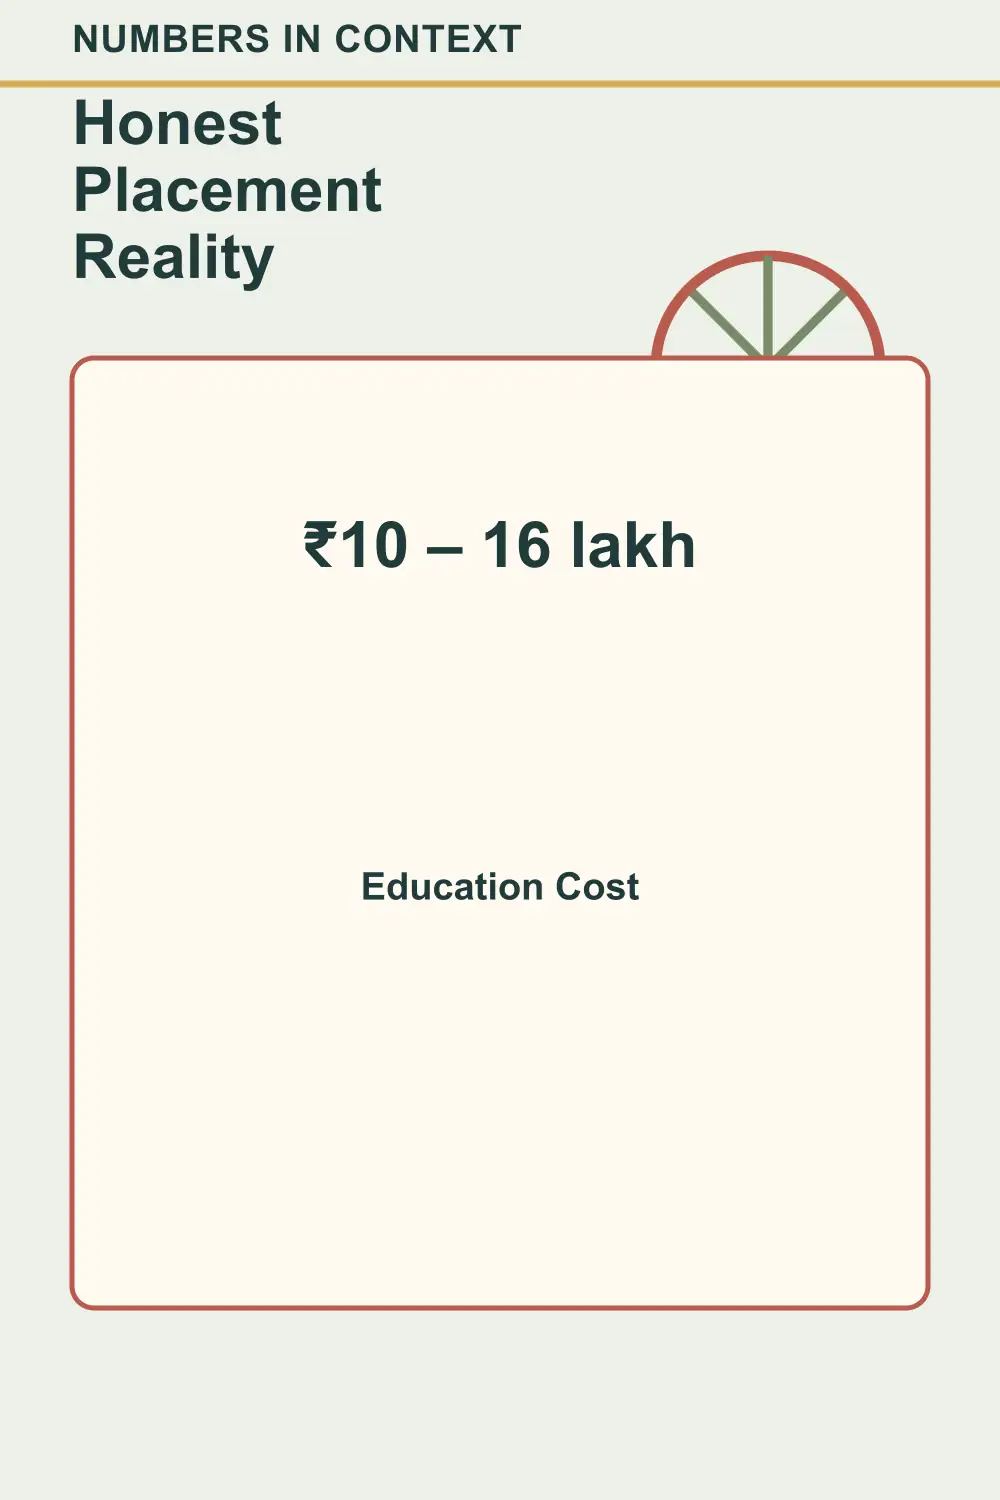 NUMBERS IN CONTEXT
Honest
Placement
Reality
₹10 – 16 lakh
Education Cost